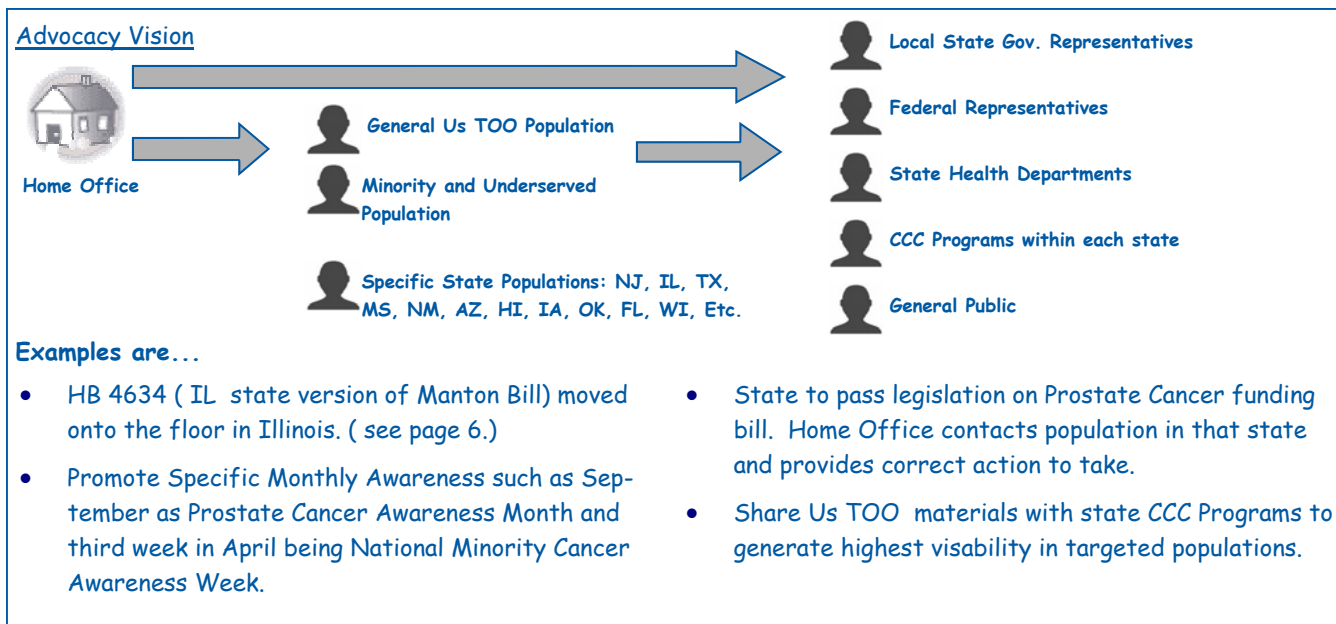 Advocacy Vision
Home Office
General Us TOO Population
Minority and Underserved
Population
Specific State Populations: NJ, IL, TX,
MS, NM, AZ, HI, IA, OK, FL, WI, Etc.
Local State Gov. Representatives
Federal Representatives
State Health Departments
CCC Programs within each state
General Public
Examples are...
• HB 4634 ( IL state version of Manton Bill) moved
onto the floor in Illinois. ( see page 6.)
• Promote Specific Monthly Awareness such as Sep-
tember as Prostate Cancer Awareness Month and
third week in April being National Minority Cancer
Awareness Week.
• State to pass legislation on Prostate Cancer funding
bill. Home Office contacts population in that state
and provides correct action to take.
• Share Us TOO materials with state CCC Programs to
generate highest visability in targeted populations.